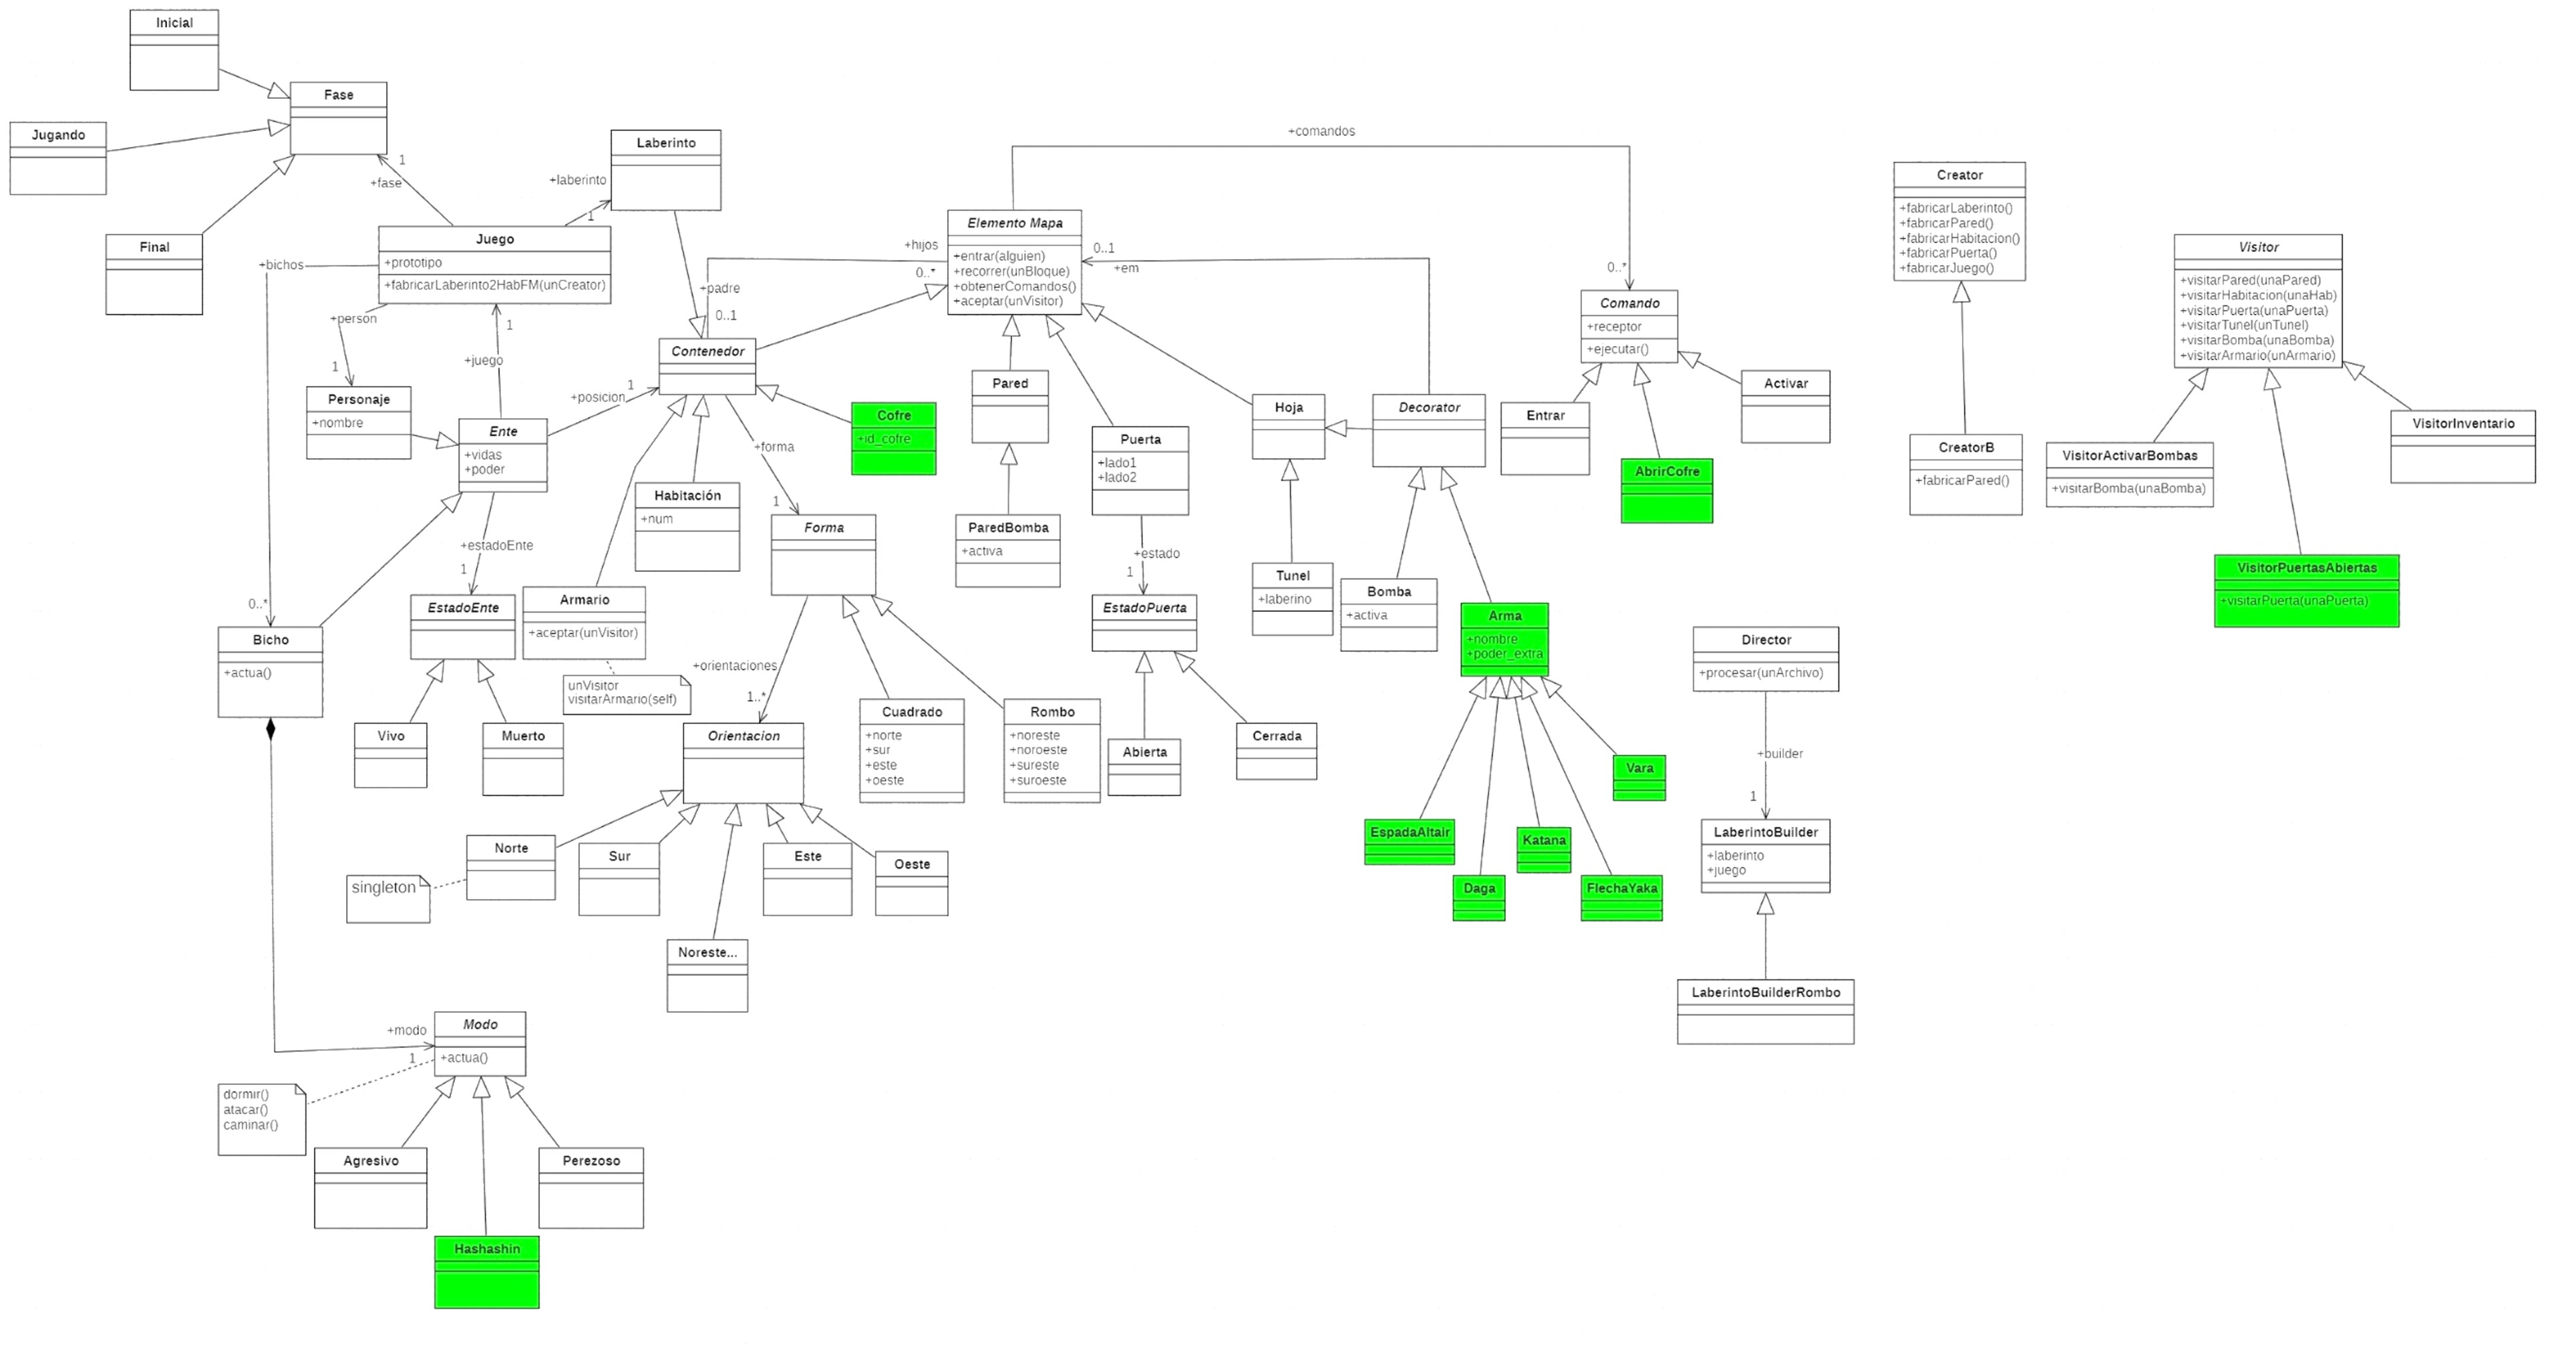 Inicial
Fase
Jugando
Final
1
+fase
Laberinto
+laberinto
1
Juego
+prototipo
+fabricarLaberinto2HabFM(unCreator)
+bichos
+person
1
+juego
1
Personaje
+nombre
Ente
+vidas
+poder
+posicion
1
+estadoEnte
1
0..*
Bicho
+actua()
EstadoEnte
Vivo
Muerto
Armario
+aceptar(unVisitor)
unVisitor
visitarArmario(self)
+hijos
0..*
+padre
0..1
Contenedor
Cofre
+id_cofre
Habitación
+num
+forma
1
Forma
+orientaciones
1..*
Orientacion
Cuadrado
+norte
+sur
+este
+oeste
Rombo
+noreste
+noroeste
+sureste
+suroeste
Norte
singleton
Sur
Este
Oeste
Noreste...
+modo
1
Modo
+actua()
dormir()
atacar()
caminar()
Agresivo
Perezoso
Hashashin
+comandos
Elemento Mapa
+entrar(alguien)
+recorrer(unBloque)
+obtenerComandos()
+aceptar(unVisitor)
0..1
+em
0..*
Pared
ParedBomba
+activa
Puerta
+lado1
+lado2
+estado
1
EstadoPuerta
Abierta
Cerrada
Hoja
Tunel
+laberino
Decorator
Bomba
+activa
Arma
+nombre
+poder_extra
EspadaAltair
Daga
Katana
FlechaYaka
Vara
Comando
+receptor
+ejecutar()
Entrar
AbrirCofre
Activar
Director
+procesar(unArchivo)
+builder
1
LaberintoBuilder
+laberinto
+juego
LaberintoBuilderRombo
Creator
+fabricarLaberinto()
+fabricarPared()
+fabricarHabitacion()
+fabricarPuerta()
+fabricarJuego()
CreatorB
+fabricarPared()
Visitor
+visitarPared(unaPared)
+visitarHabitacion(unaHab)
+visitarPuerta(unaPuerta)
+visitarTunel(unTunel)
+visitarBomba(unaBomba)
+visitarArmario(unArmario)
VisitorActivarBombas
+visitarBomba(unaBomba)
VisitorInventario
VisitorPuertasAbiertas
+visitarPuerta(unaPuerta)